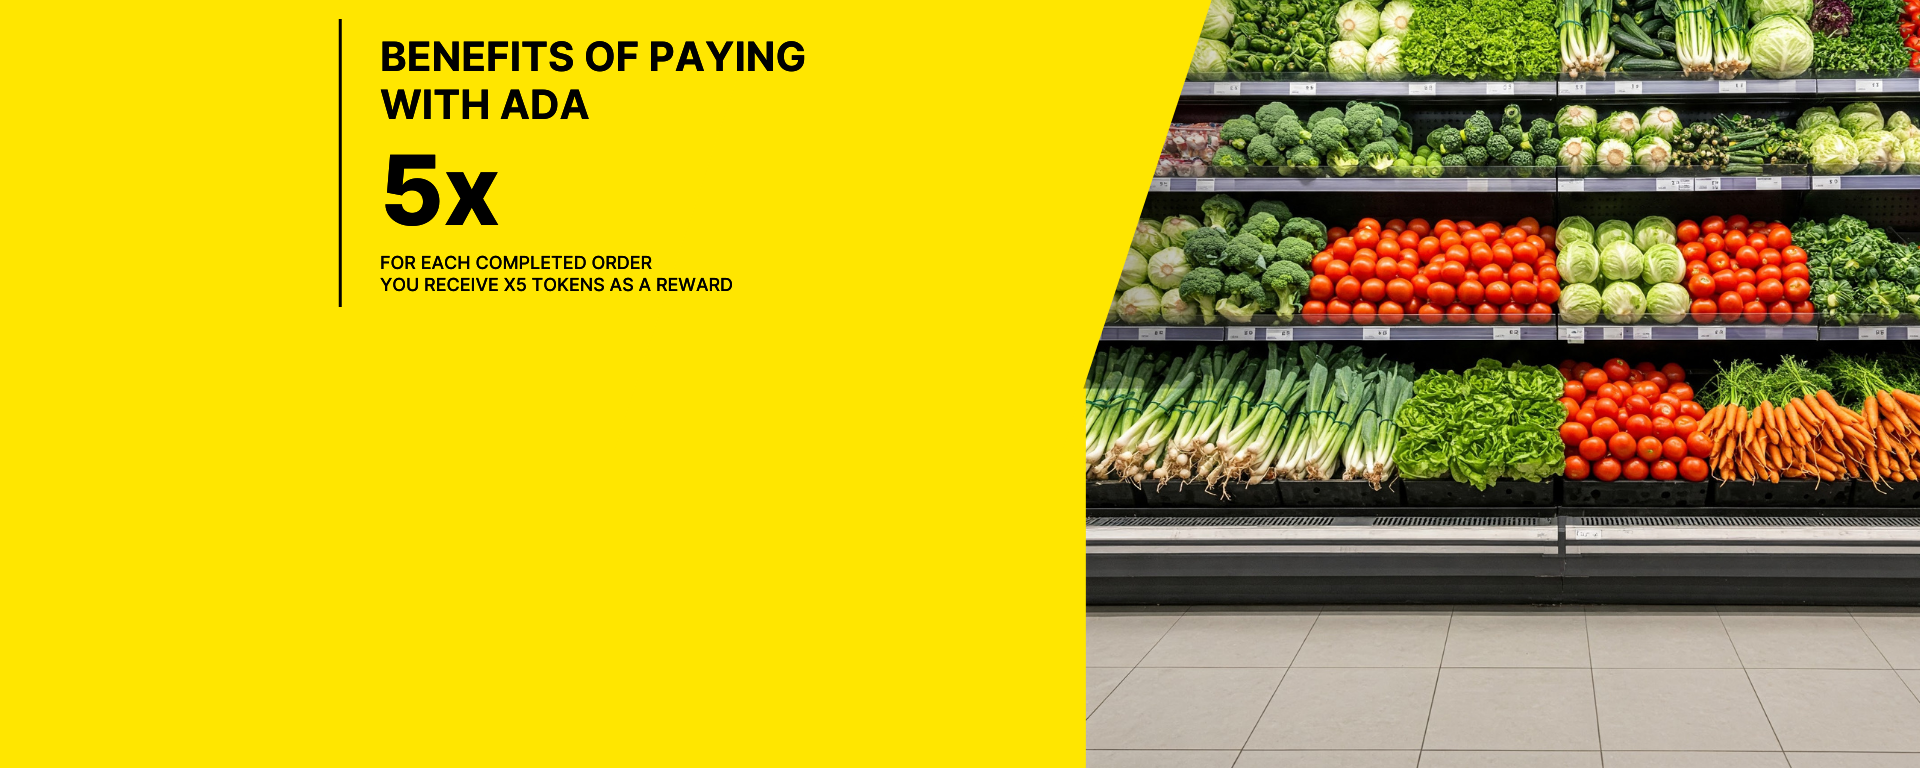 BENEFITS OF PAYING
WITH ADA
5x
FOR EACH COMPLETED ORDER
YOU RECEIVE X5 TOKENS AS A REWARD